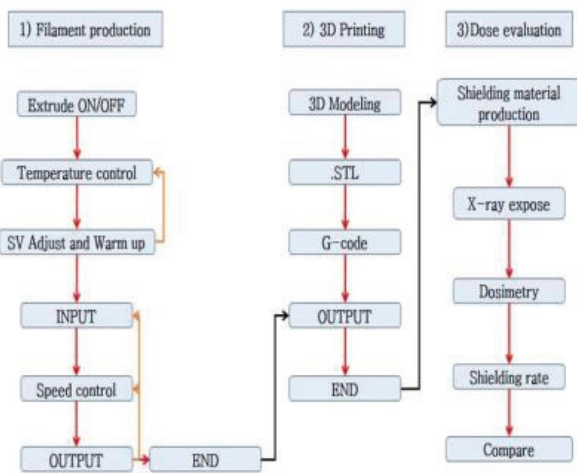 1) Filament production
Extrude ON/OFF
Temperature control
SV Adjust and Warm up
INPUT
Speed control
OUTPUT
END
2) 3D Printing
3D Modeling
.STL
G-code
OUTPUT
END
3)Dose evaluation
Shielding material
production
X-ray expose
Dosimetry
Shielding rate
Compare